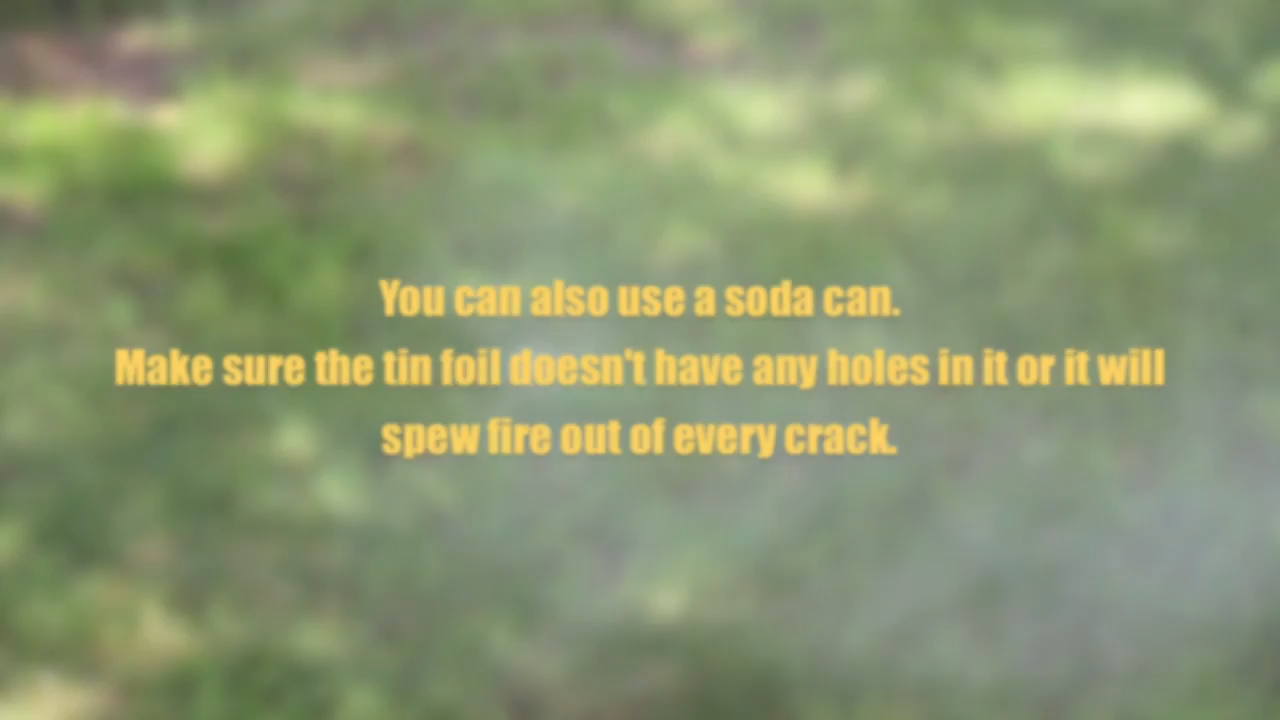 You can also use a soda can.
Make sure the tin foil doesn't have any holes in it or it will
spew fire out of every crack.